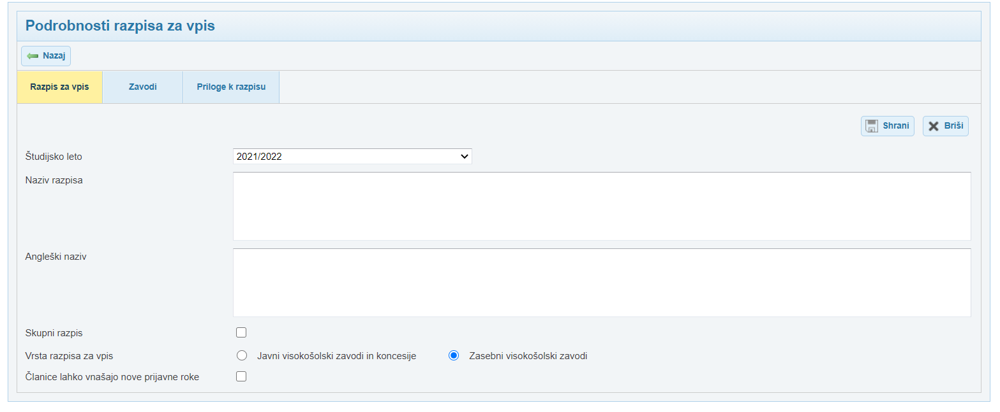 Podrobnosti razpisa za vpis
Nazaj
Razpis za vpis Zavodi Priloge k razpisu
Shrani Briši
Študijsko leto 2021/2022
Naziv razpisa
Angleški naziv
Skupni razpis
Vrsta razpisa za vpis Javni visokošolski zavodi in koncesije Zasebni visokošolski zavodi
Članice lahko vnašajo nove prijavne roke